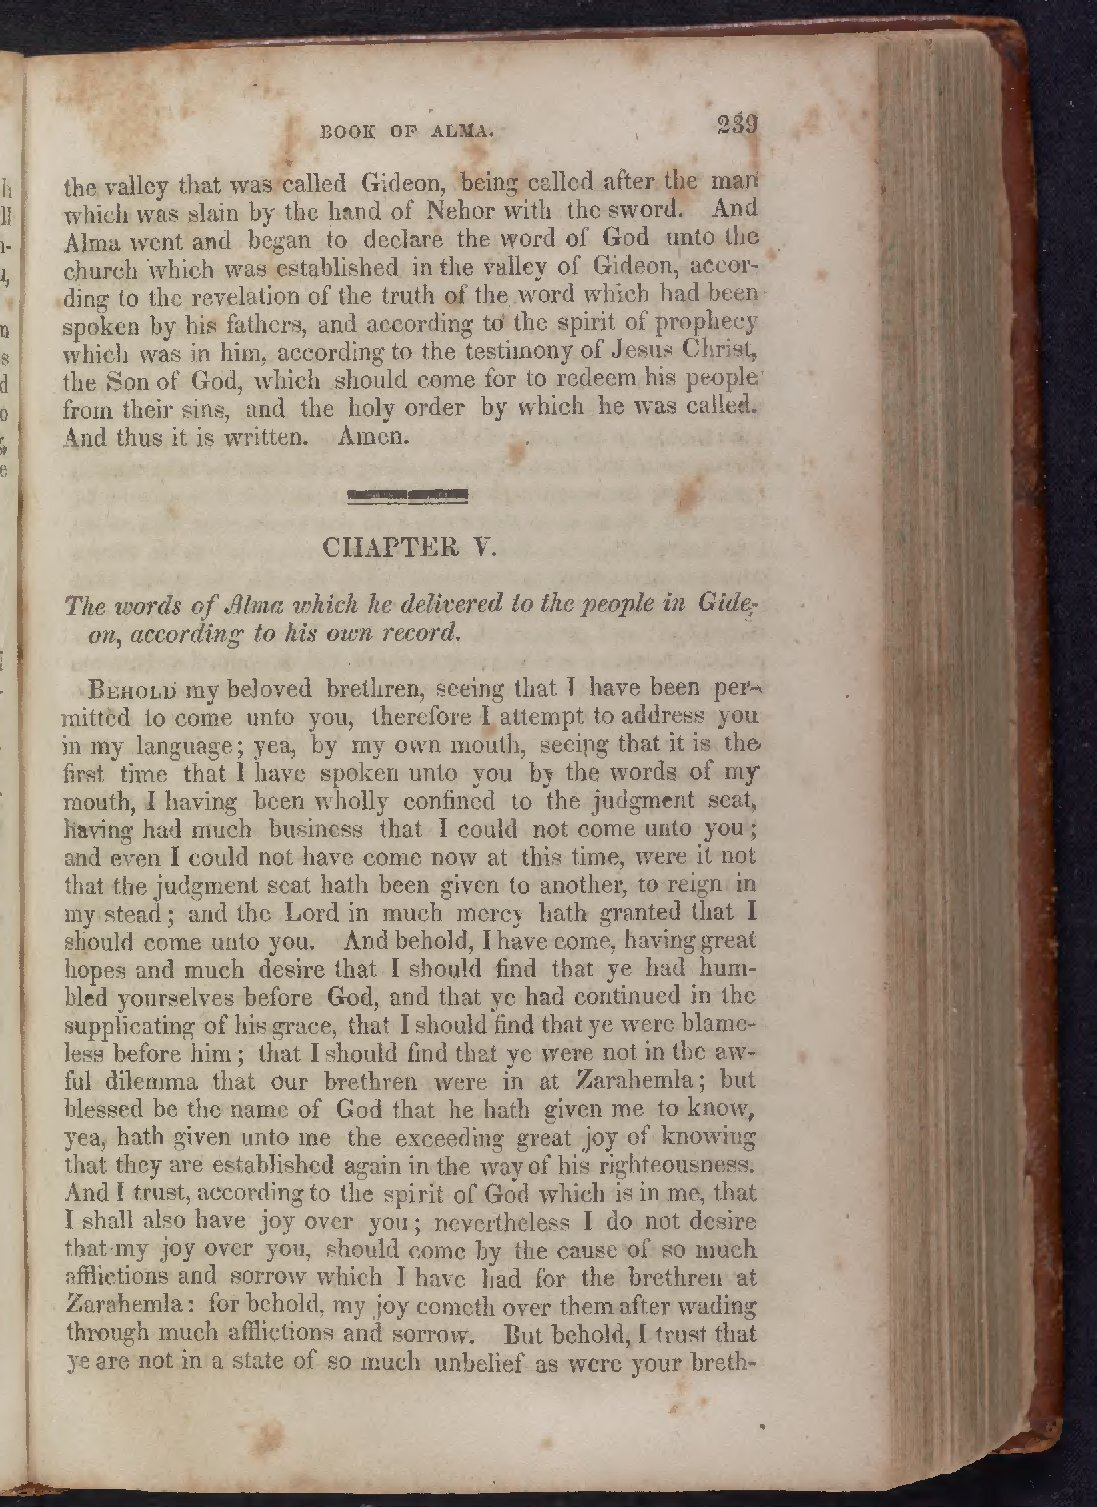 BOOK OF ALMA. 239
the valley that was called Gideon, being called after the man
which was slain by the hand of Nehor with the sword. And
Alma went and began to declare the word of God unto the
church which was established in the valley of Gideon, accor-
ding to the revelation of the truth of the word which had been
spoken by his fathers, and according to the spirit of prophecy
which was in him, according to the testimony of Jesus Christ,
the Son of God, which should come for to redeem his people
from their sins, and the holy order by which he was called.
And thus it is written. Amen.
CHAPTER V.
The words of Alma which he delivered to the people in Gide-
on, according to his own record.
BEHOLD my beloved brethren, seeing that I have been per-
mitted to come unto you, therefore I attempt to address you
in my language; yea, by my own mouth, seeing that it is the
first time that I have spoken unto you by the words of my
mouth, I having been wholly confined to the judgment seat,
having had much business that I could not come unto you;
and even I could not have come now at this time, were it not
that the judgment seat hath been given to another, to reign in
my stead; and the Lord in much mercy hath granted that I
should come unto you. And behold, I have come, having great
hopes and much desire that I should find that ye had hum-
bled yourselves before God, and that ye had continued in the
supplicating of his grace, that I should find that ye were blame-
less before him; that I should find that ye were not in the aw-
ful dilemma that our brethren were in at Zarahemla; but
blessed be the name of God that he hath given me to know,
yea, hath given unto me the exceeding great joy of knowing
that they are established again in the way of his righteousness.
And I trust, according to the spirit of God which is in me, that
I shall also have joy over you; nevertheless I do not desire
that my joy over you, should come by the cause of so much
afflictions and sorrow which I have had for the brethren at
Zarahemla: for behold, my joy cometh over them after wading
through much afflictions and sorrow. But behold, I trust that
ye are not in a state of so much unbelief as were your breth-